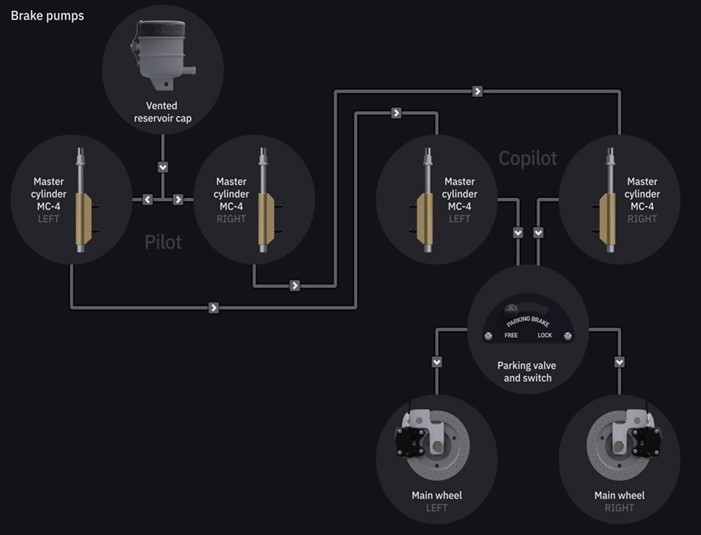 Brake pumps
Vented
reservoir cap
Master
cylinder
MC-4
LEFT
Master
cylinder
MC-4
RIGHT
Pilot
Master
cylinder
MC-4
LEFT
Copilot
Master
cylinder
MC-4
RIGHT
PARKING BRAKE
FREE LOCK
Parking valve
and switch
Main wheel
LEFT
Main wheel
RIGHT